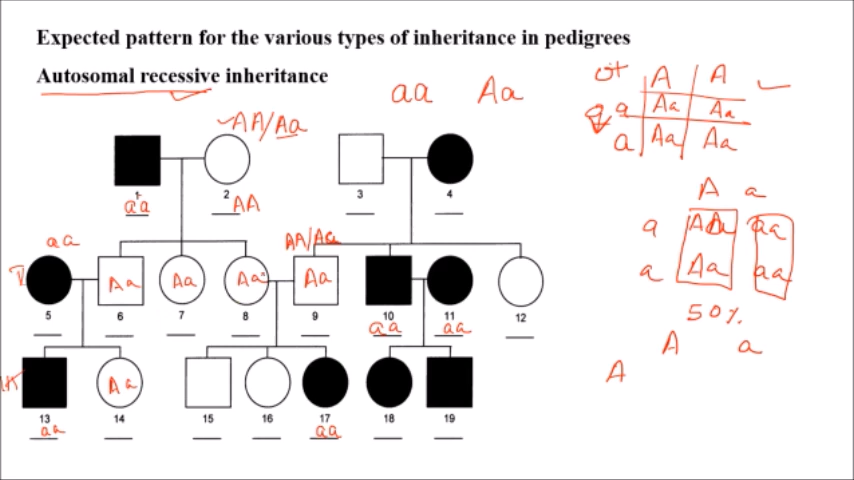 Expected pattern for the various types of inheritance in pedigrees
Autosomal recessive inheritance
aa Aa
A A
a Aa Aa
a Aa Aa
AA/Aa
1 2 3 4
aa AA
A a
a Aa aa
a Aa aa
50%
A a
A
aa AA/Aa
Aa Aa Aa Aa
5 6 7 8 9 10 11 12
aa aa
Aa
13 14 15 16 17 18 19
aa aa